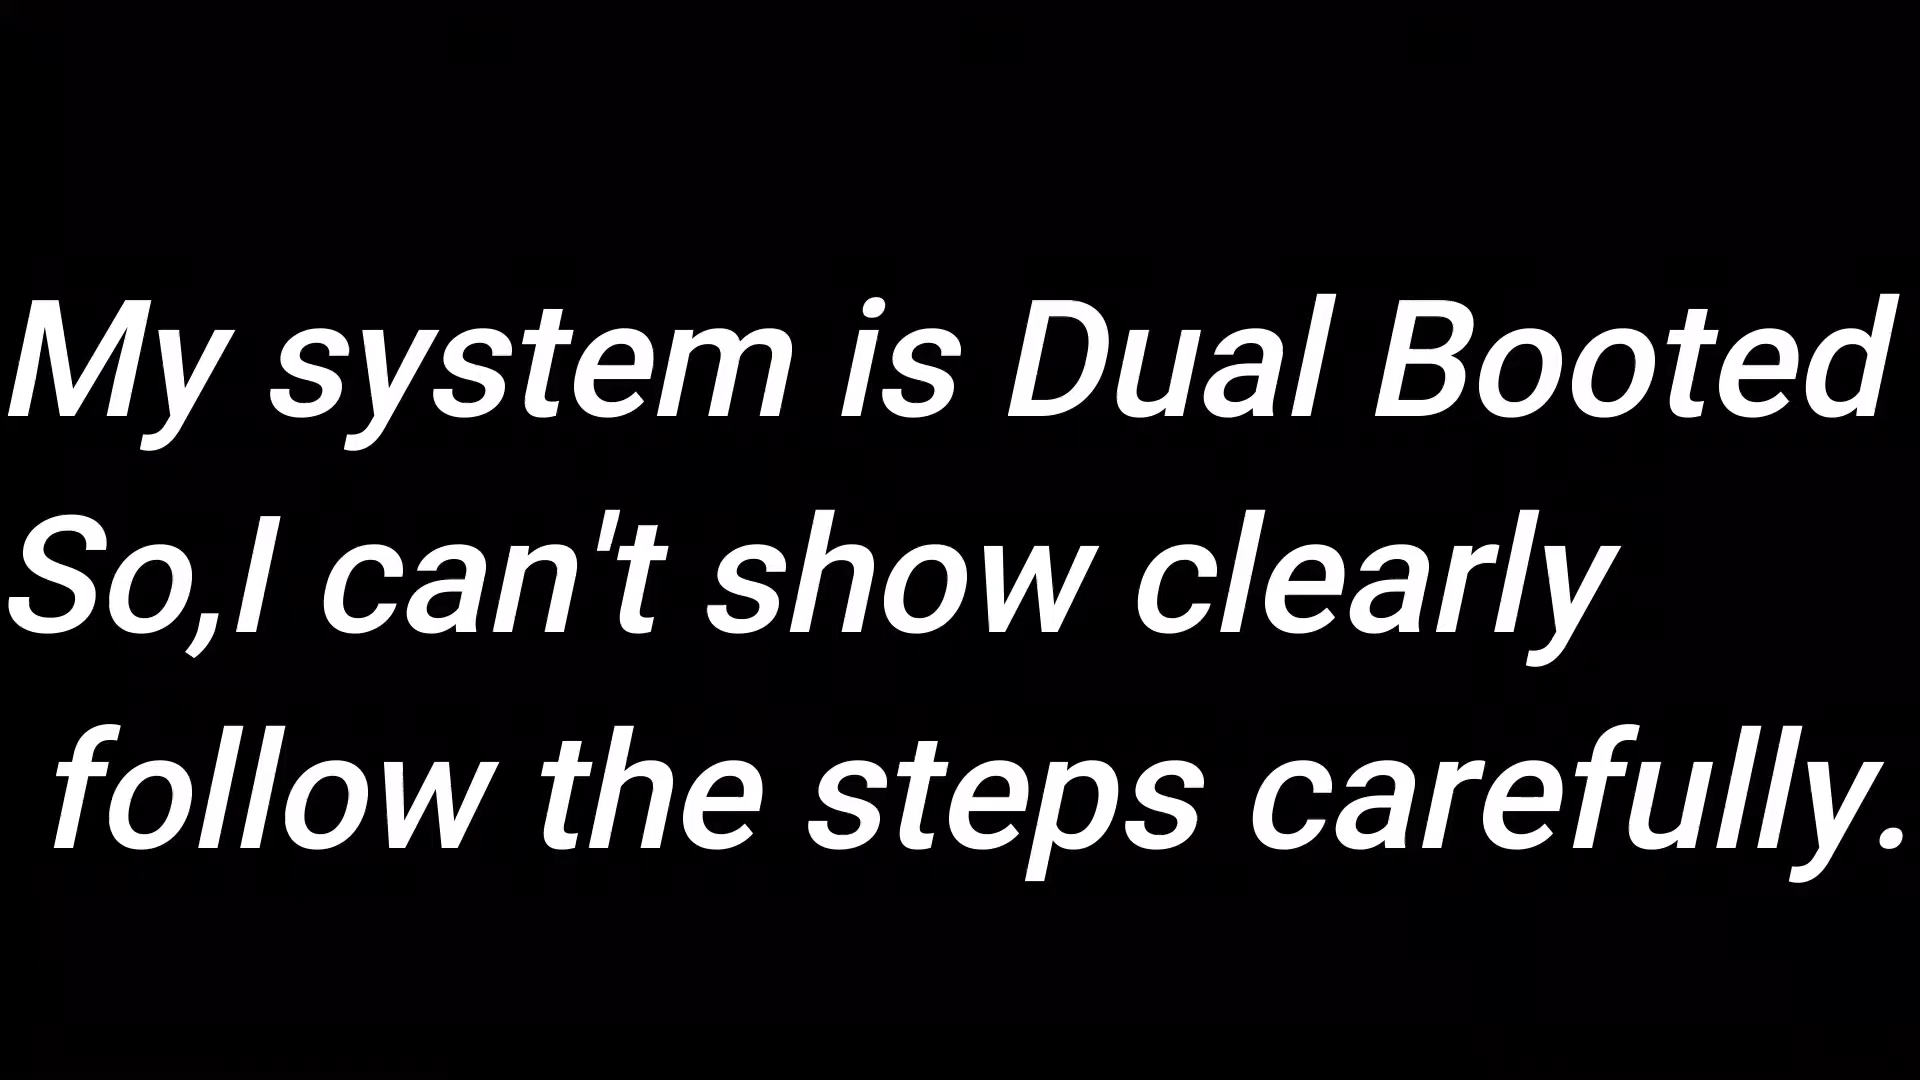 My system is Dual Booted
So,I can't show clearly
follow the steps carefully.